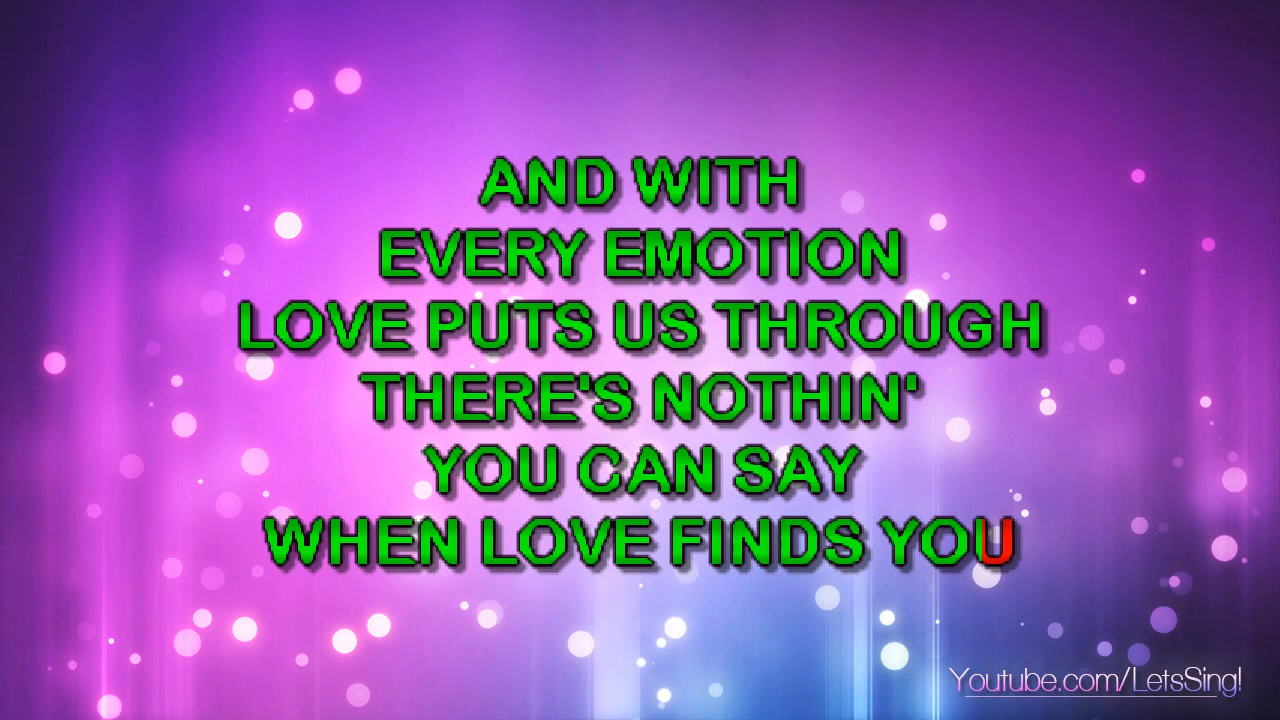 AND WITH
EVERY EMOTION
LOVE PUTS US THROUGH
THERE'S NOTHIN'
YOU CAN SAY
WHEN LOVE FINDS YOU
Youtube.com/LetsSing!